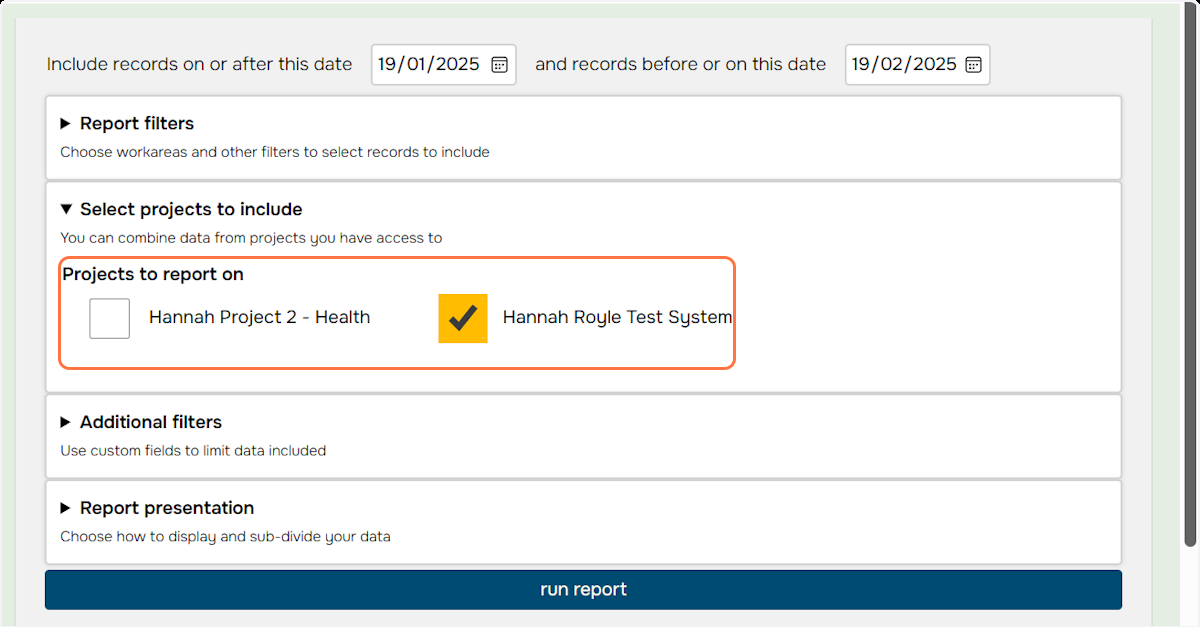 Include records on or after this date 19/01/2025 and records before or on this date 19/02/2025
Report filters
Choose workareas and other filters to select records to include
Select projects to include
You can combine data from projects you have access to
Projects to report on
Hannah Project 2 - Health Hannah Royle Test System
Additional filters
Use custom fields to limit data included
Report presentation
Choose how to display and sub-divide your data
run report